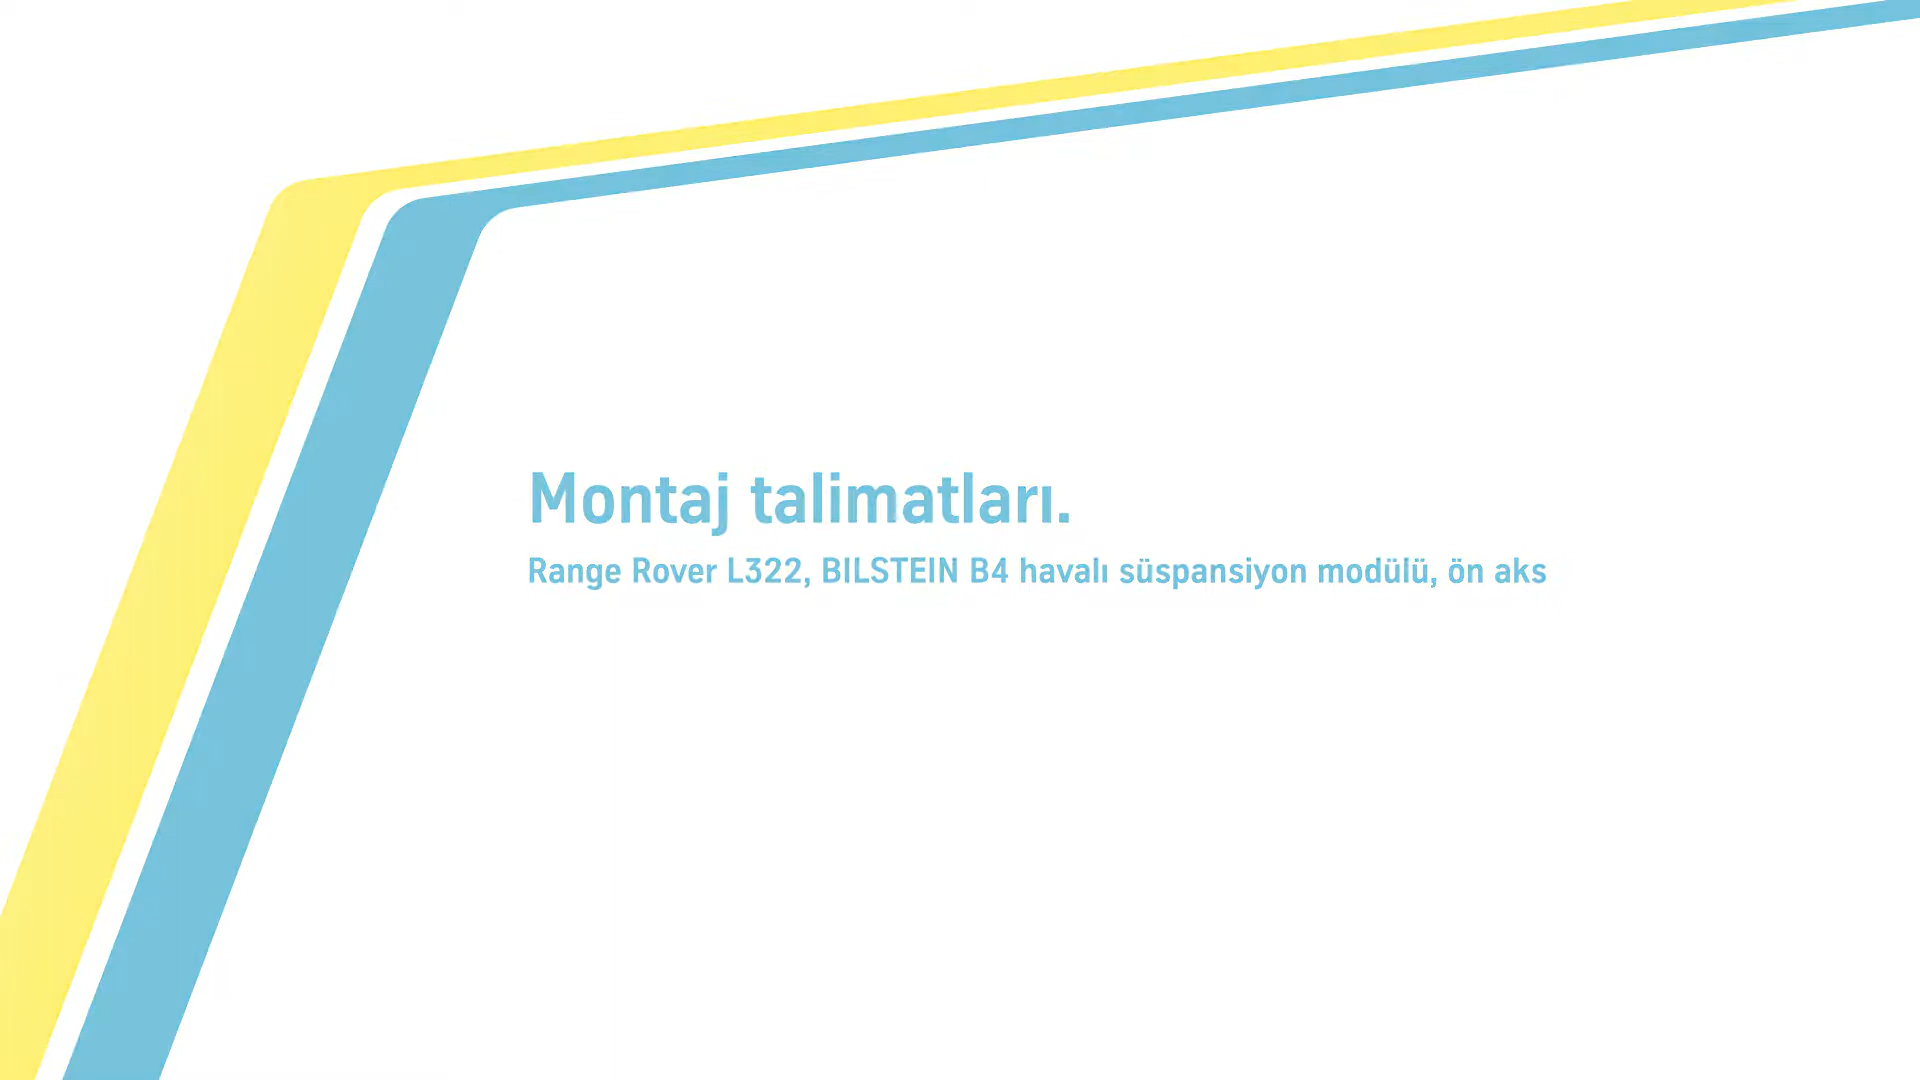 Montaj talimatları.
Range Rover L322, BILSTEIN B4 havalı süspansiyon modülü, ön aks